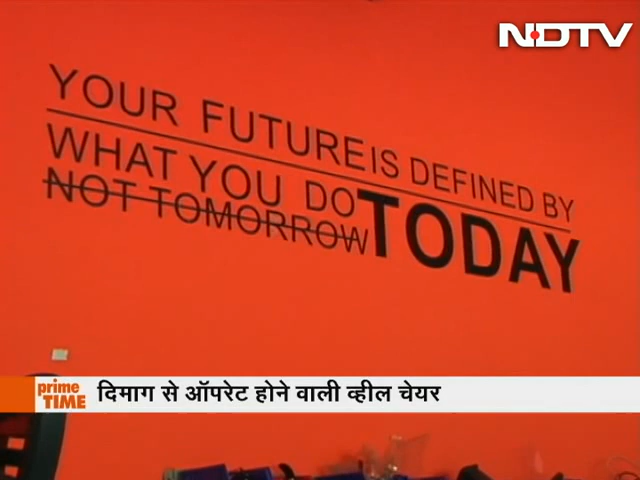 NDTV
YOUR FUTURE IS DEFINED BY
WHAT YOU DO TODAY
NOT TOMORROW
prime TIME
दिमाग से ऑपरेट होने वाली व्हील चेयर